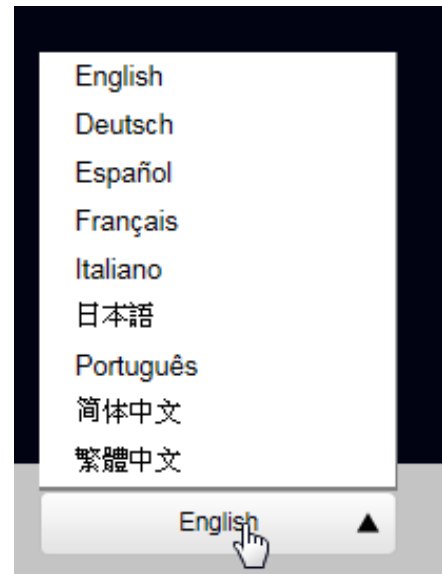 English
Deutsch
Español
Français
Italiano
日本語
Português
简体中文
繁體中文
English